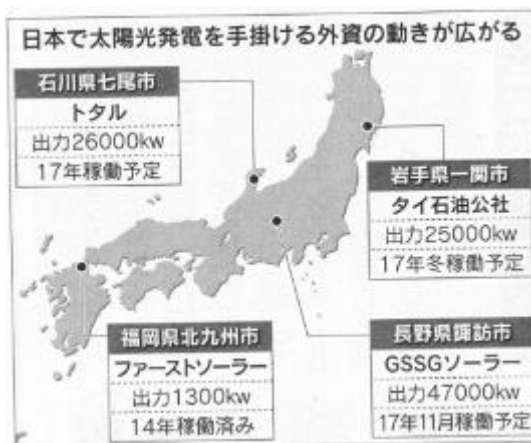 日本で太陽光発電を手掛ける外資の動きが広がる
石川県七尾市
トタル
出力26000kw
17年稼働予定
岩手県一関市
タイ石油公社
出力25000kw
17年冬稼働予定
福岡県北九州市
ファーストソーラー
出力1300kw
14年稼働済み
長野県諏訪市
GSSGソーラー
出力47000kw
17年11月稼働予定